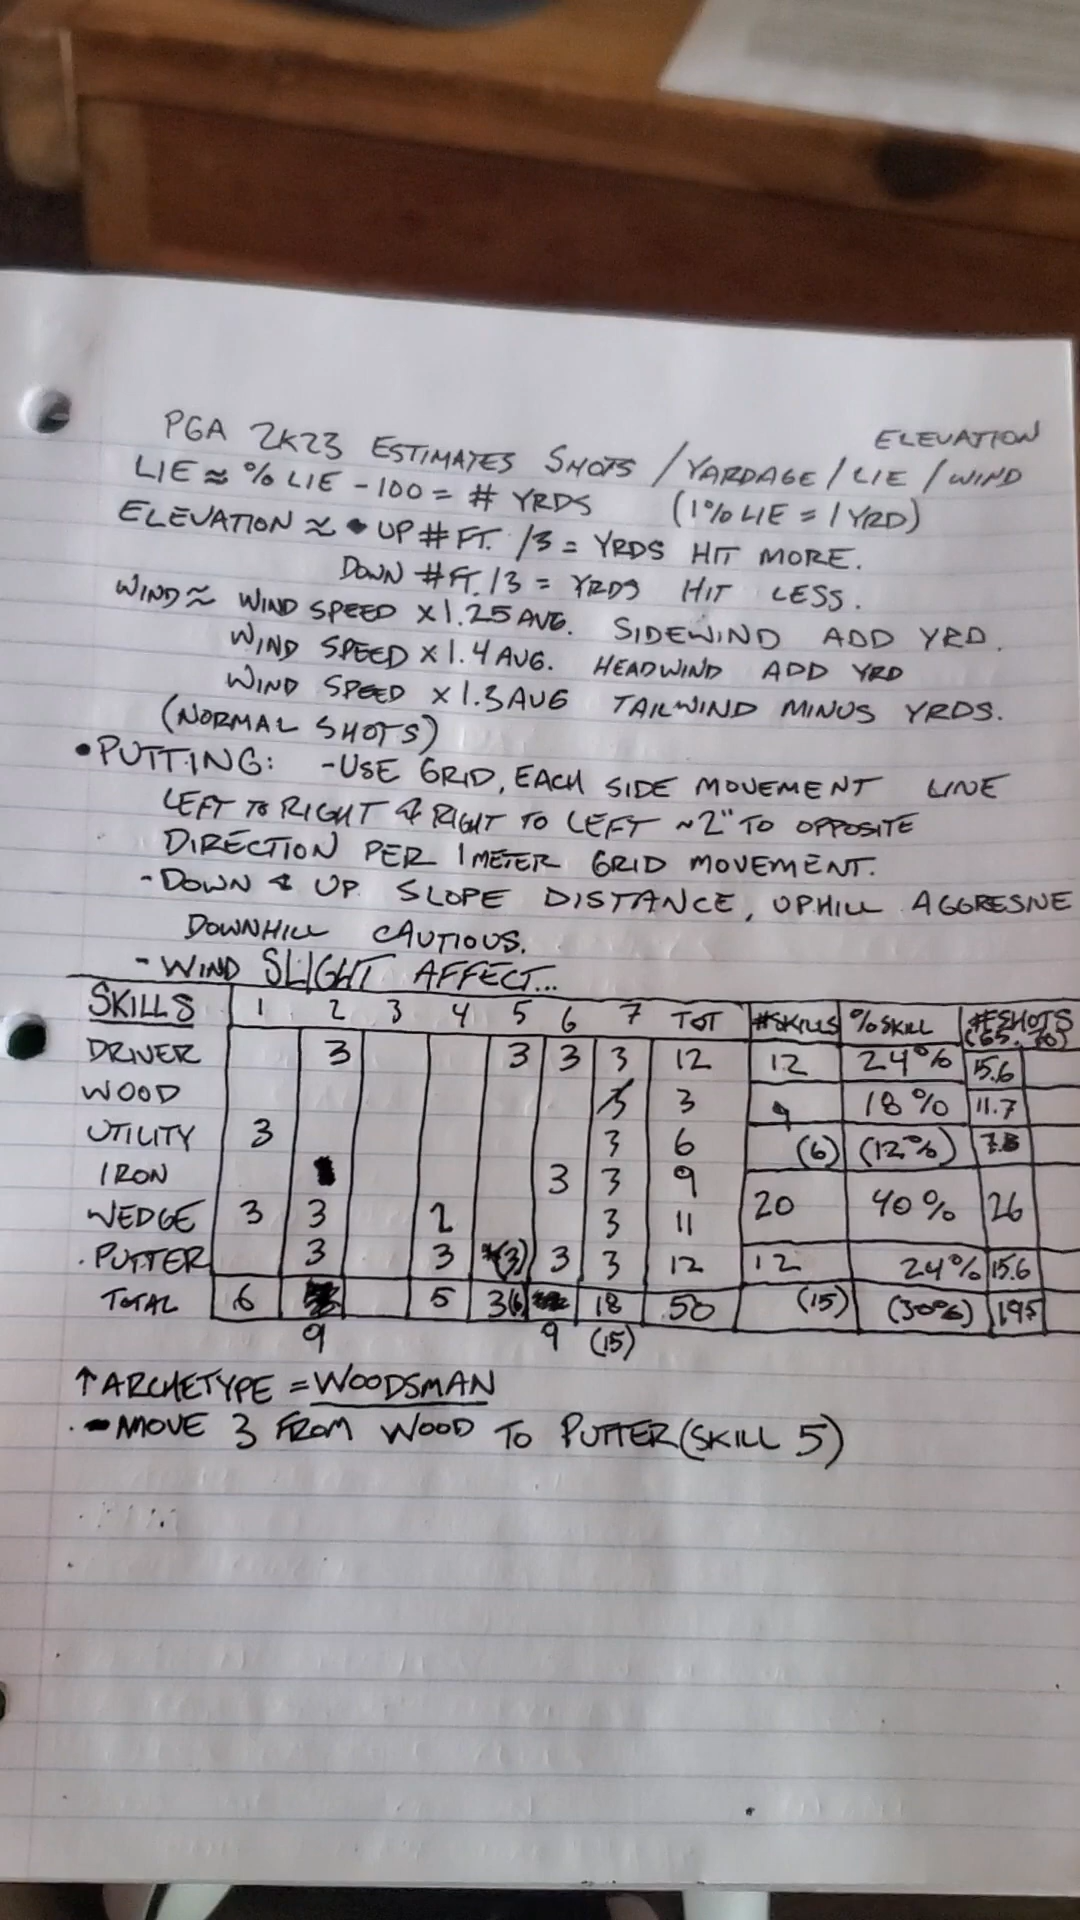 PGA 2K23 ESTIMATES SHOTS / YARDAGE / LIE / WIND ELEVATION
LIE ≈ % LIE - 100 = # YRDS (1% LIE = 1 YRD)
ELEVATION ≈ • UP # FT. /3 = YRDS HIT MORE.
DOWN # FT. /3 = YRDS HIT LESS.
WIND ≈ WIND SPEED X 1.25 AVG. SIDEWIND ADD YRD.
WIND SPEED X 1.4 AVG. HEADWIND ADD YRD
WIND SPEED X 1.3 AVG TAILWIND MINUS YRDS.
(NORMAL SHOTS)
• PUTTING: - USE GRID, EACH SIDE MOVEMENT LINE
LEFT TO RIGHT & RIGHT TO LEFT ~2" TO OPPOSITE
DIRECTION PER 1 METER GRID MOVEMENT.
- DOWN & UP SLOPE DISTANCE, UPHILL AGGRESIVE
DOWNHILL CAUTIOUS.
- WIND SLIGHT AFFECT...
SKILLS 1 2 3 4 5 6 7 TOT #SKILLS % SKILL #SHOTS (65.70)
DRIVER 3 3 3 3 12 12 24% 15.6
WOOD 3 3 9 18% 11.7
UTILITY 3 3 6 (6) (12%) 7.8
IRON 3 3 9
WEDGE 3 3 2 3 11 20 40% 26
• PUTTER 3 3 (3) 3 3 12 12 24% 15.6
TOTAL 6 5 3(6) 18 50 (15) (30%) 19.5
9 9 (15)
↑ ARCHETYPE = WOODSMAN
• - MOVE 3 FROM WOOD TO PUTTER (SKILL 5)